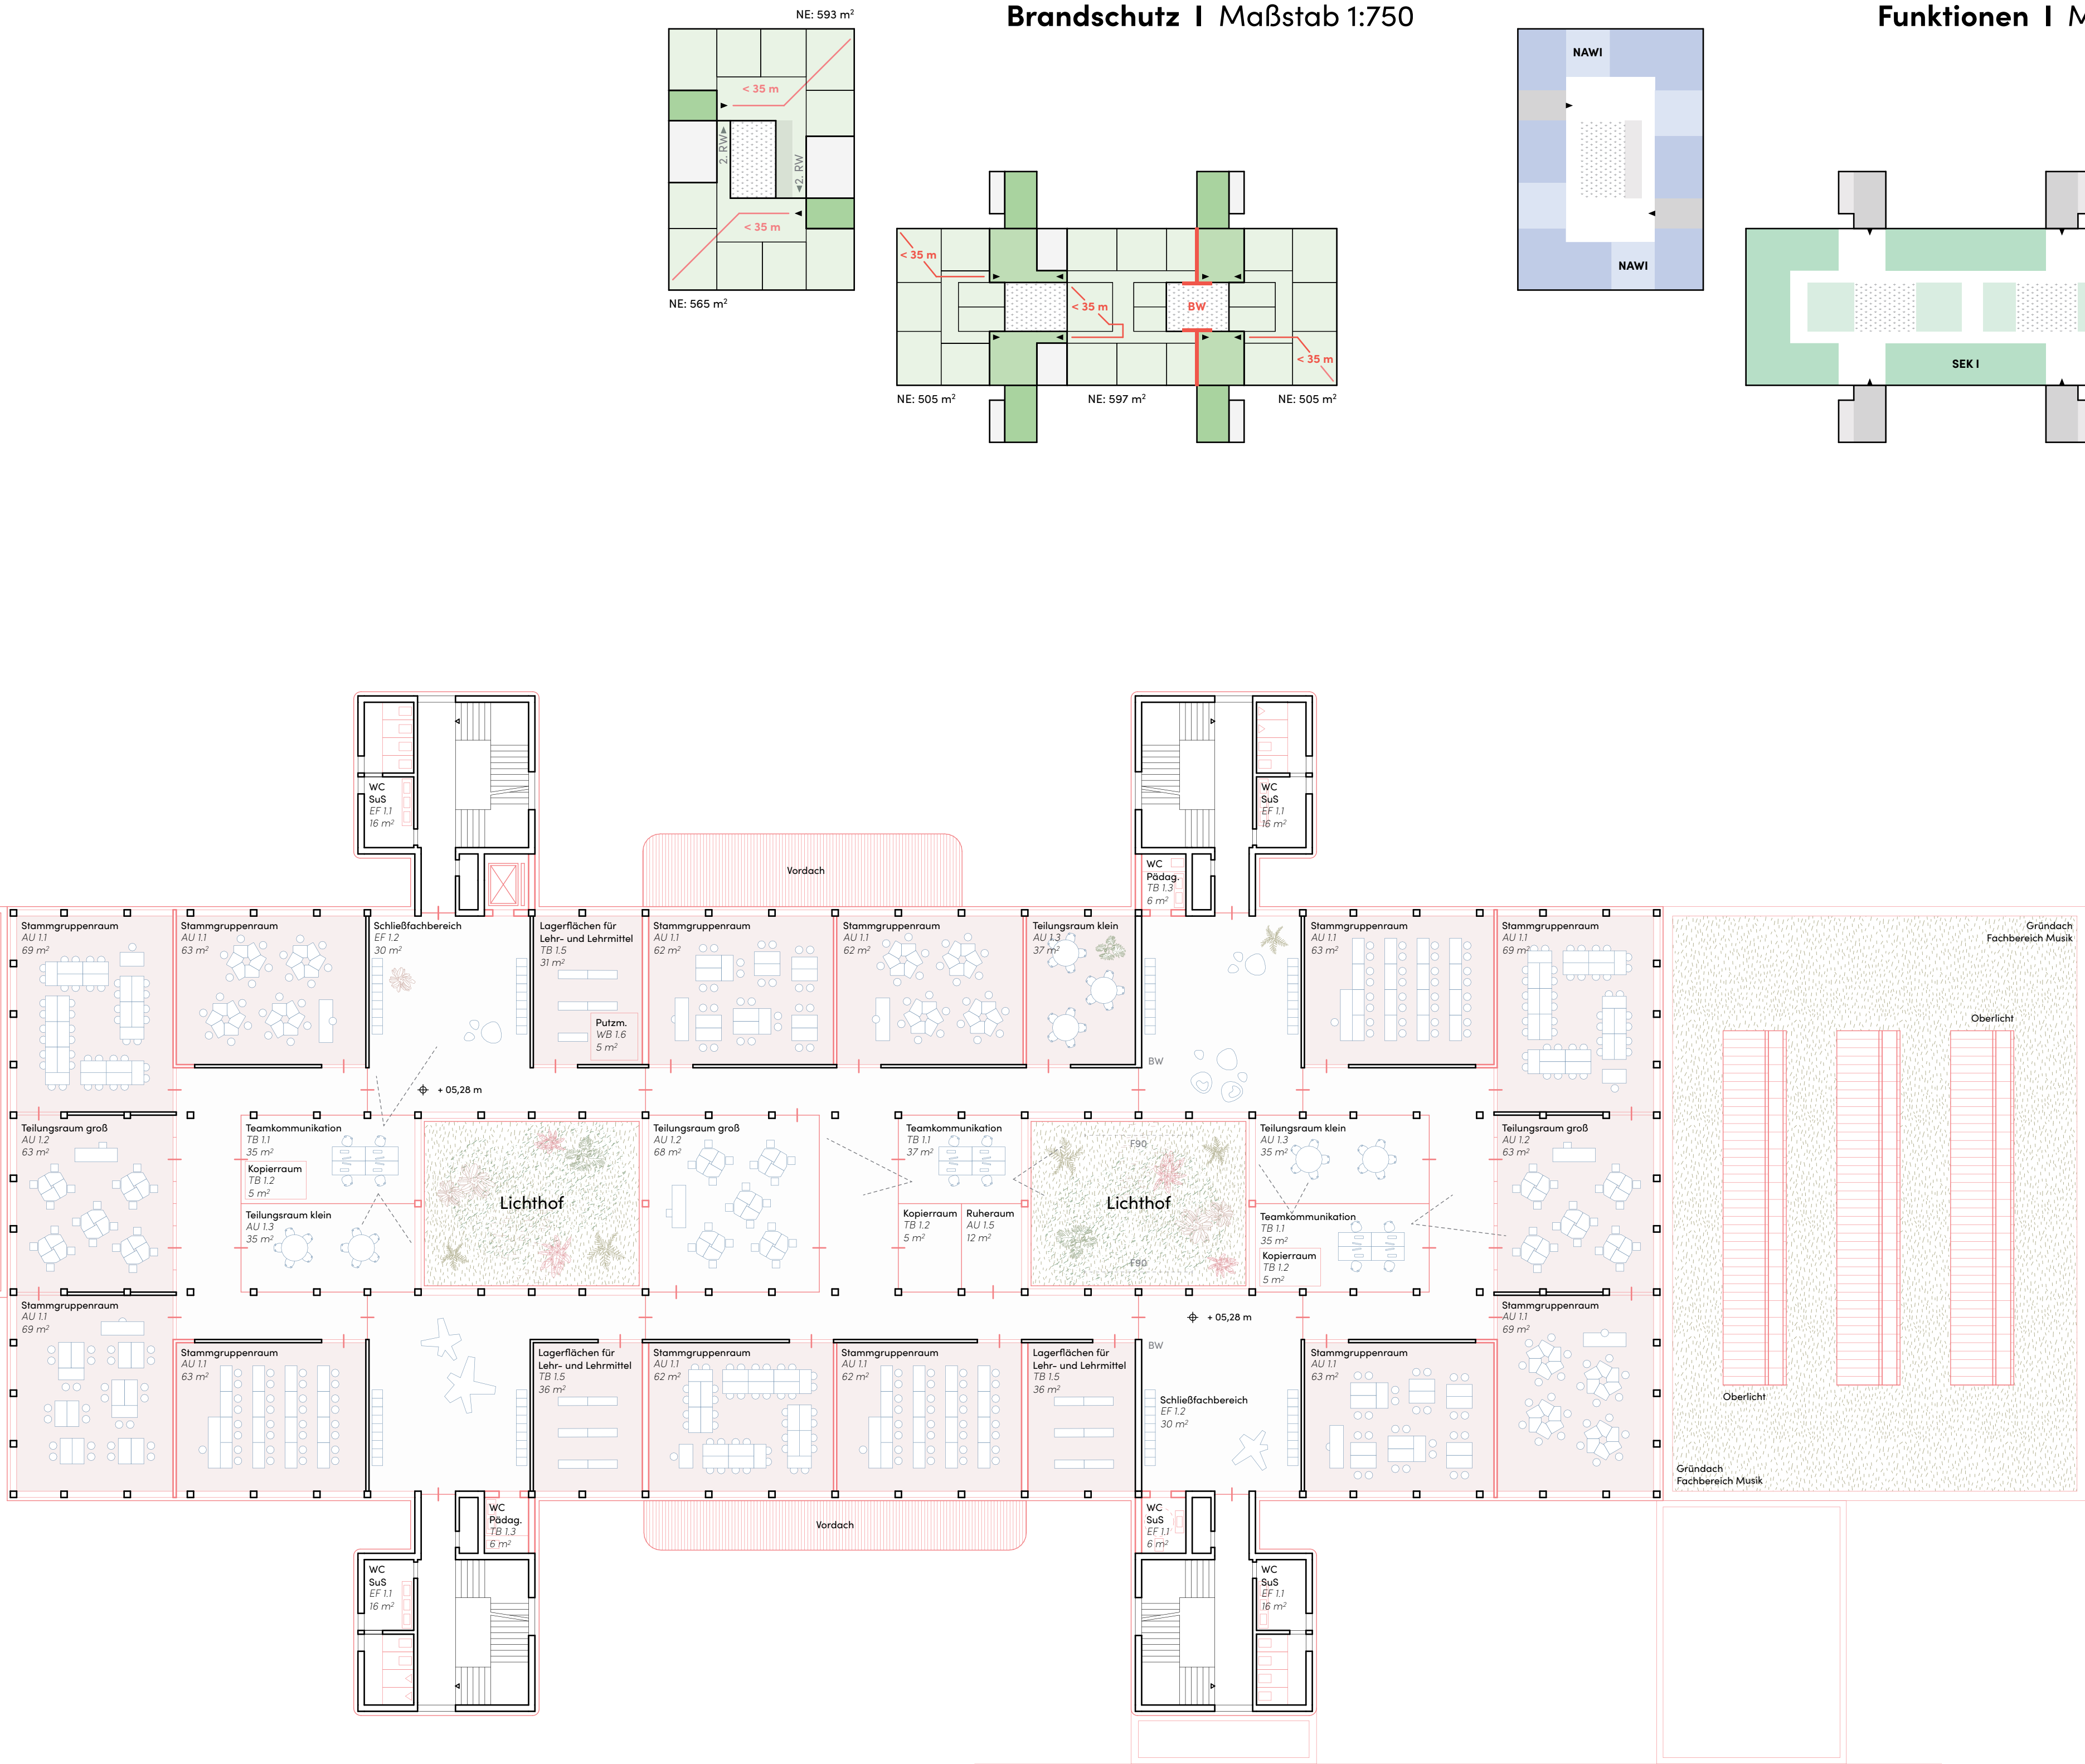 NE: 593 m²
Brandschutz I Maßstab 1:750
Funktionen I M
< 35 m
2. RW
2. RW
< 35 m
NE: 565 m²
< 35 m
< 35 m
BW
< 35 m
NE: 505 m²
NE: 597 m²
NE: 505 m²
NAWI
NAWI
SEK I
WC
SuS
EF 1.1
16 m²
WC
SuS
EF 1.1
16 m²
Vordach
WC
Pädag.
TB 1.3
6 m²
Stammgruppenraum
AU 1.1
69 m²
Stammgruppenraum
AU 1.1
63 m²
Schließfachbereich
EF 1.2
30 m²
Lagerflächen für
Lehr- und Lehrmittel
TB 1.5
31 m²
Putzm.
WB 1.6
5 m²
Stammgruppenraum
AU 1.1
62 m²
Stammgruppenraum
AU 1.1
62 m²
Teilungsraum klein
AU 1.3
37 m²
BW
Stammgruppenraum
AU 1.1
63 m²
Stammgruppenraum
AU 1.1
69 m²
Gründach
Fachbereich Musik
Oberlicht
+ 05,28 m
Teilungsraum groß
AU 1.2
63 m²
Teamkommunikation
TB 1.1
35 m²
Kopierraum
TB 1.2
5 m²
Teilungsraum klein
AU 1.3
35 m²
Lichthof
Teilungsraum groß
AU 1.2
68 m²
Teamkommunikation
TB 1.1
37 m²
Kopierraum
TB 1.2
5 m²
Ruheraum
AU 1.5
12 m²
F90
Lichthof
F90
Teilungsraum klein
AU 1.3
35 m²
Teamkommunikation
TB 1.1
35 m²
Kopierraum
TB 1.2
5 m²
Teilungsraum groß
AU 1.2
63 m²
Stammgruppenraum
AU 1.1
69 m²
+ 05,28 m
Stammgruppenraum
AU 1.1
69 m²
Stammgruppenraum
AU 1.1
63 m²
Lagerflächen für
Lehr- und Lehrmittel
TB 1.5
36 m²
Stammgruppenraum
AU 1.1
62 m²
Stammgruppenraum
AU 1.1
62 m²
Lagerflächen für
Lehr- und Lehrmittel
TB 1.5
36 m²
BW
Schließfachbereich
EF 1.2
30 m²
Stammgruppenraum
AU 1.1
63 m²
Oberlicht
Gründach
Fachbereich Musik
WC
Pädag.
TB 1.3
6 m²
Vordach
WC
SuS
EF 1.1
6 m²
WC
SuS
EF 1.1
16 m²
WC
SuS
EF 1.1
16 m²